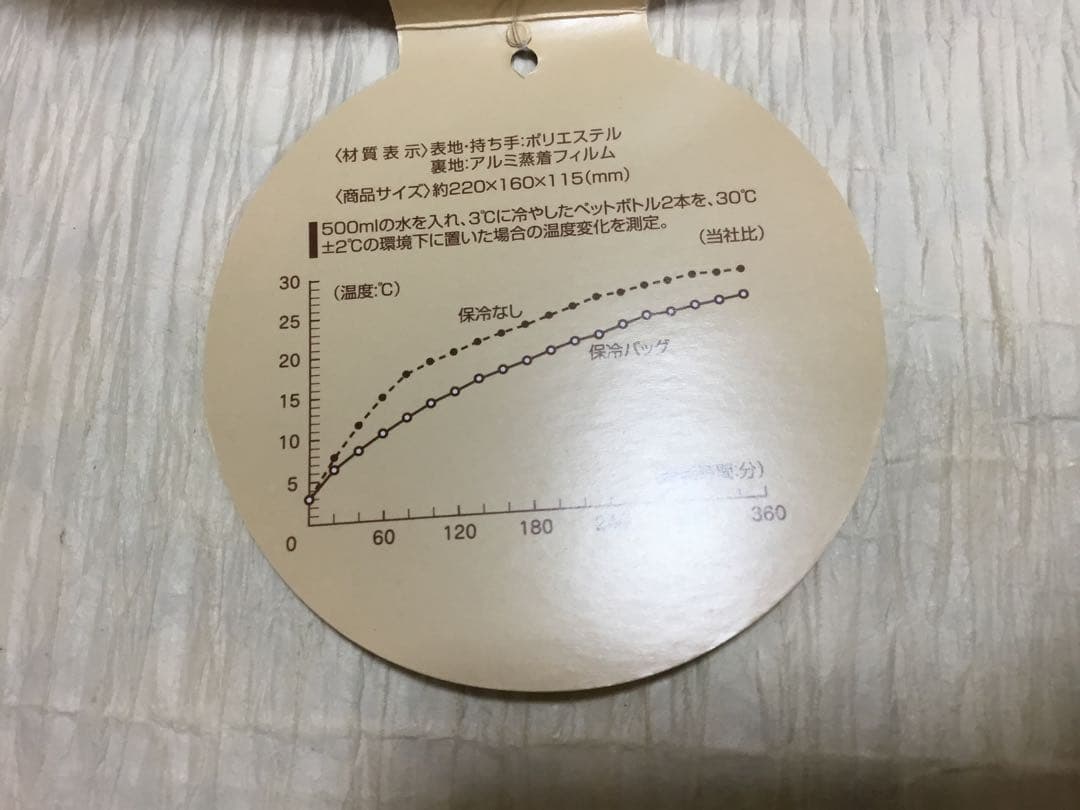 〈材質表示〉表地・持ち手:ポリエステル
裏地:アルミ蒸着フィルム
〈商品サイズ〉約220×160×115(mm)
500mlの水を入れ、3℃に冷やしたペットボトル2本を、30℃
±2℃の環境下に置いた場合の温度変化を測定。
(当社比)
30
(温度:℃)
25
保冷なし
20
保冷バッグ
15
10
5
:分)
0
60
120
180
360